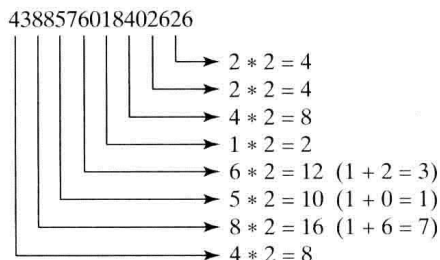 4388576018402626
2 * 2 = 4
2 * 2 = 4
4 * 2 = 8
1 * 2 = 2
6 * 2 = 12 (1 + 2 = 3)
5 * 2 = 10 (1 + 0 = 1)
8 * 2 = 16 (1 + 6 = 7)
4 * 2 = 8